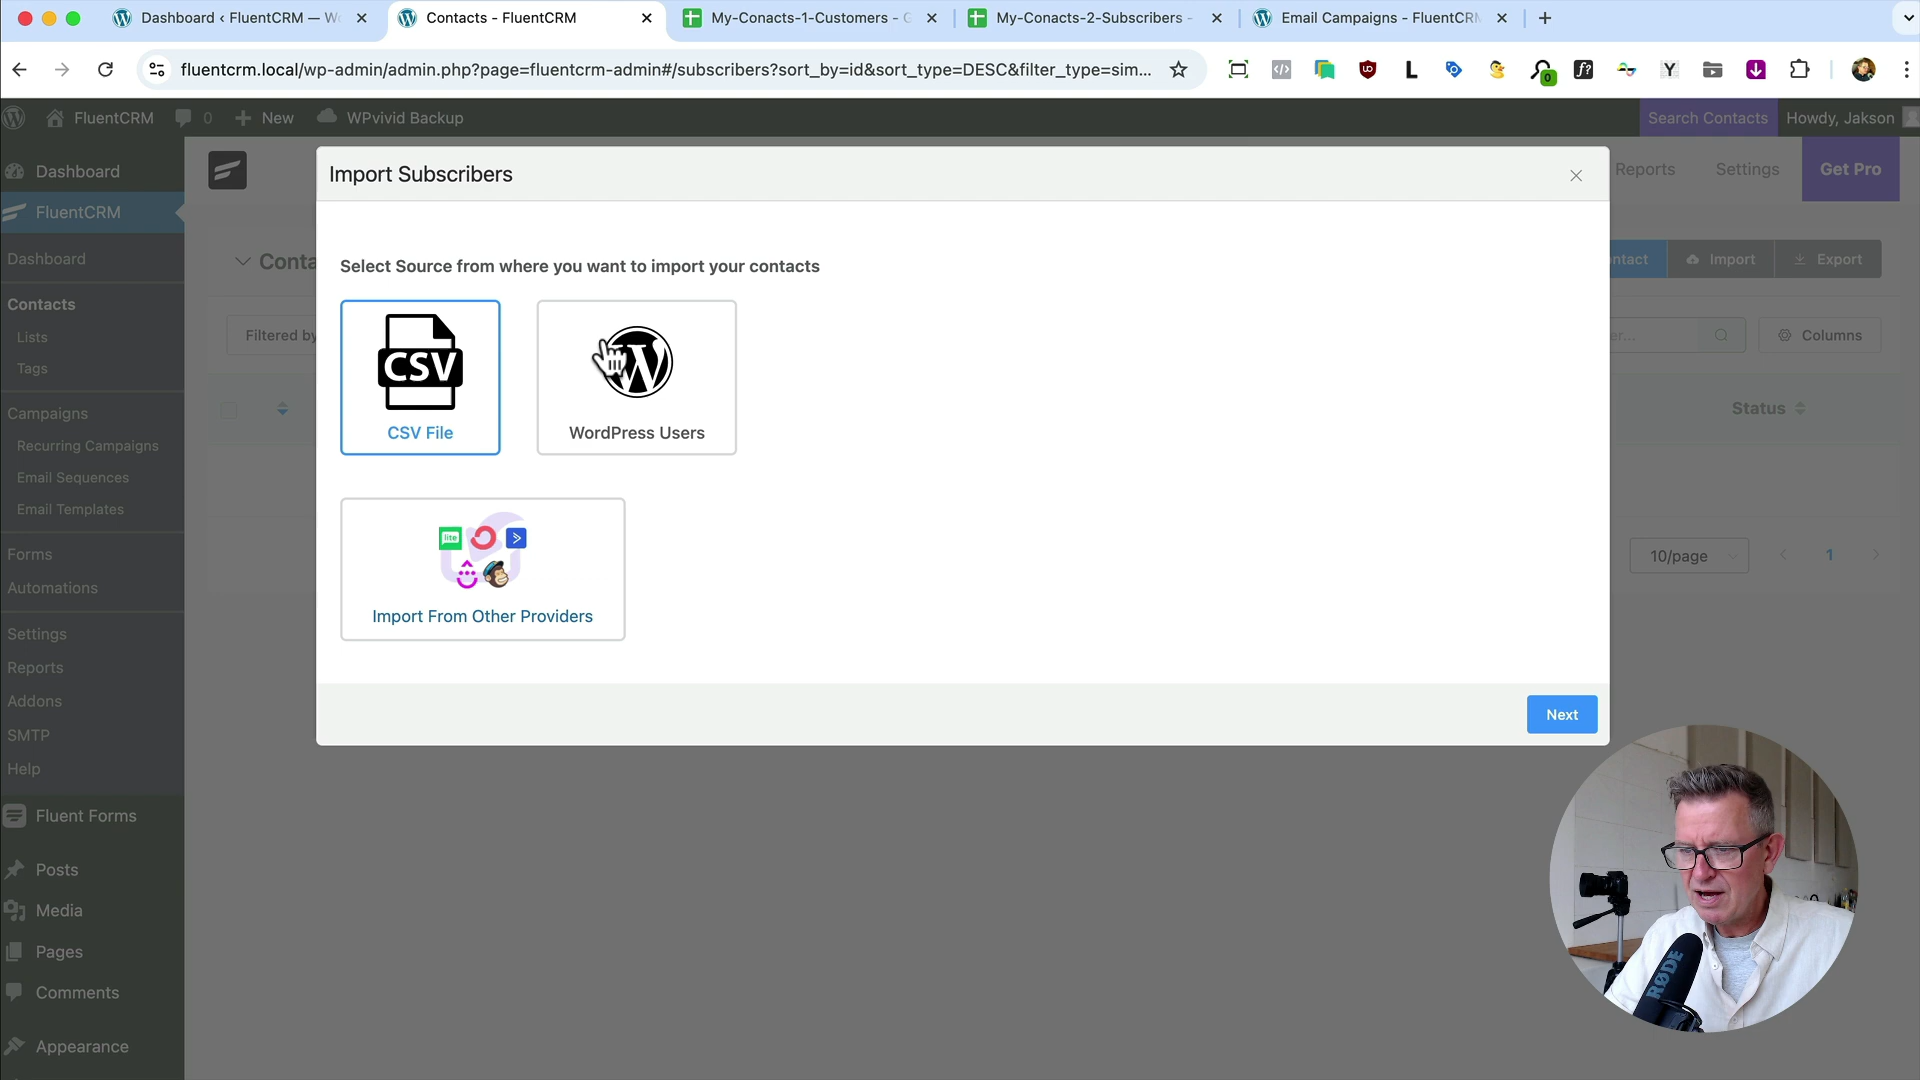 Dashboard ‹ FluentCRM — W
Contacts - FluentCRM
My-Conacts-1-Customers - G
My-Conacts-2-Subscribers -
Email Campaigns - FluentCRM
fluentcrm.local/wp-admin/admin.php?page=fluentcrm-admin#/subscribers?sort_by=id&sort_type=DESC&filter_type=sim...
FluentCRM
0
New
WPvivid Backup
Search Contacts
Howdy, Jakson
Dashboard
FluentCRM
Dashboard
Contacts
Lists
Tags
Campaigns
Recurring Campaigns
Email Sequences
Email Templates
Forms
Automations
Settings
Reports
Addons
SMTP
Help
Fluent Forms
Posts
Media
Pages
Comments
Appearance
Reports
Settings
Get Pro
Conta
ntact
Import
Export
Filtered by
er...
Columns
Status
10/page
1
Import Subscribers
Select Source from where you want to import your contacts
CSV
CSV File
WordPress Users
lite
Import From Other Providers
Next
RØDE